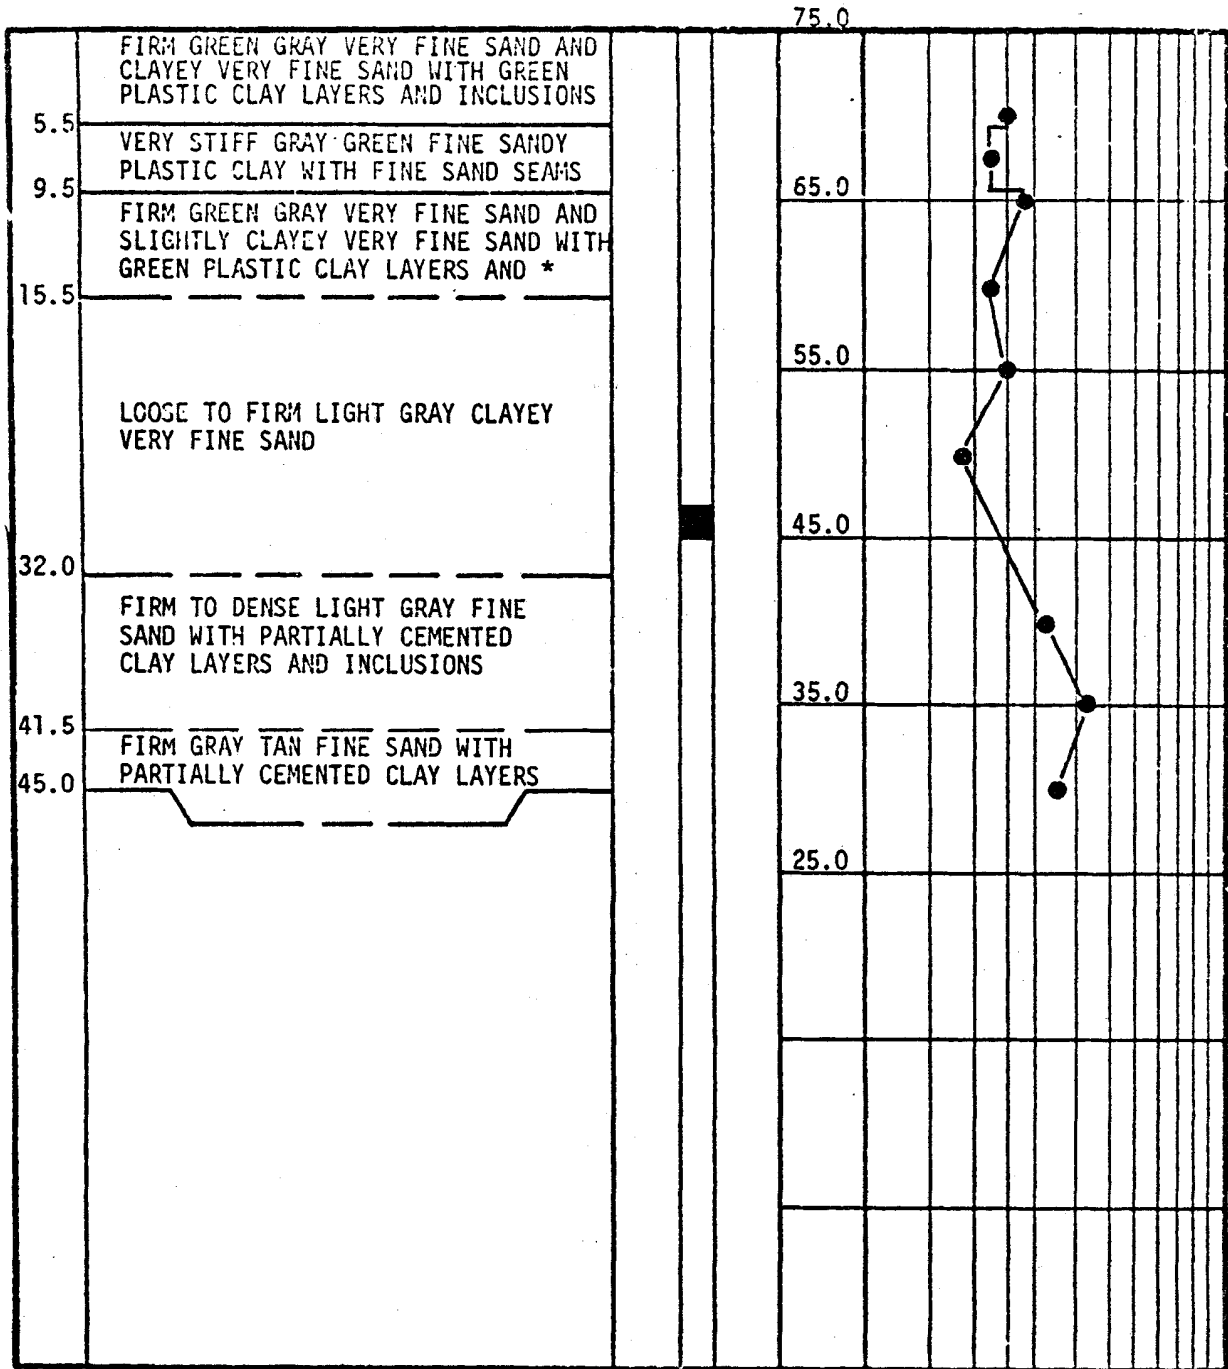 75.0
FIRM GREEN GRAY VERY FINE SAND AND
CLAYEY VERY FINE SAND WITH GREEN
PLASTIC CLAY LAYERS AND INCLUSIONS
5.5
VERY STIFF GRAY GREEN FINE SANDY
PLASTIC CLAY WITH FINE SAND SEAMS
9.5
65.0
FIRM GREEN GRAY VERY FINE SAND AND
SLIGHTLY CLAYEY VERY FINE SAND WITH
GREEN PLASTIC CLAY LAYERS AND *
15.5
55.0
LOOSE TO FIRM LIGHT GRAY CLAYEY
VERY FINE SAND
45.0
32.0
FIRM TO DENSE LIGHT GRAY FINE
SAND WITH PARTIALLY CEMENTED
CLAY LAYERS AND INCLUSIONS
35.0
41.5
FIRM GRAY TAN FINE SAND WITH
PARTIALLY CEMENTED CLAY LAYERS
45.0
25.0